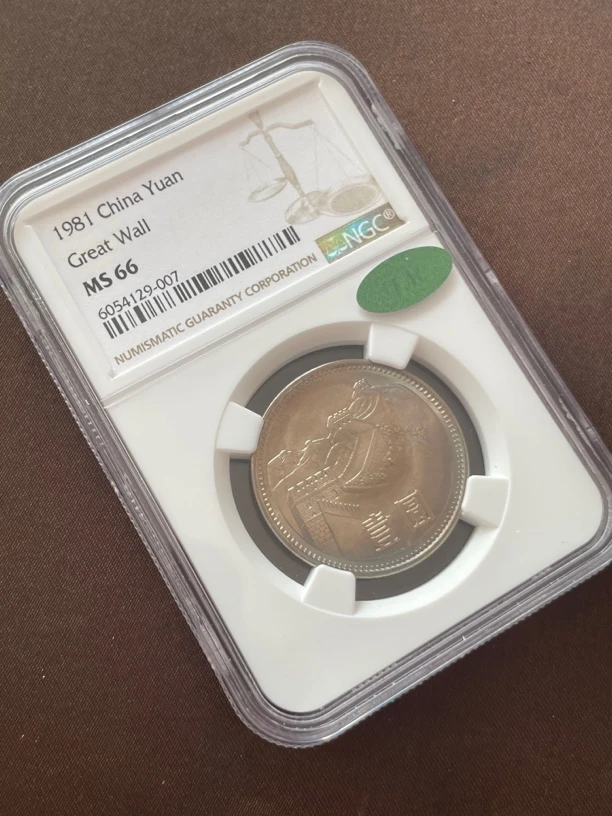 1981 China Yuan
Great Wall
MS 66
6054129-007
NGC®
NUMISMATIC GUARANTY CORPORATION
壹圆